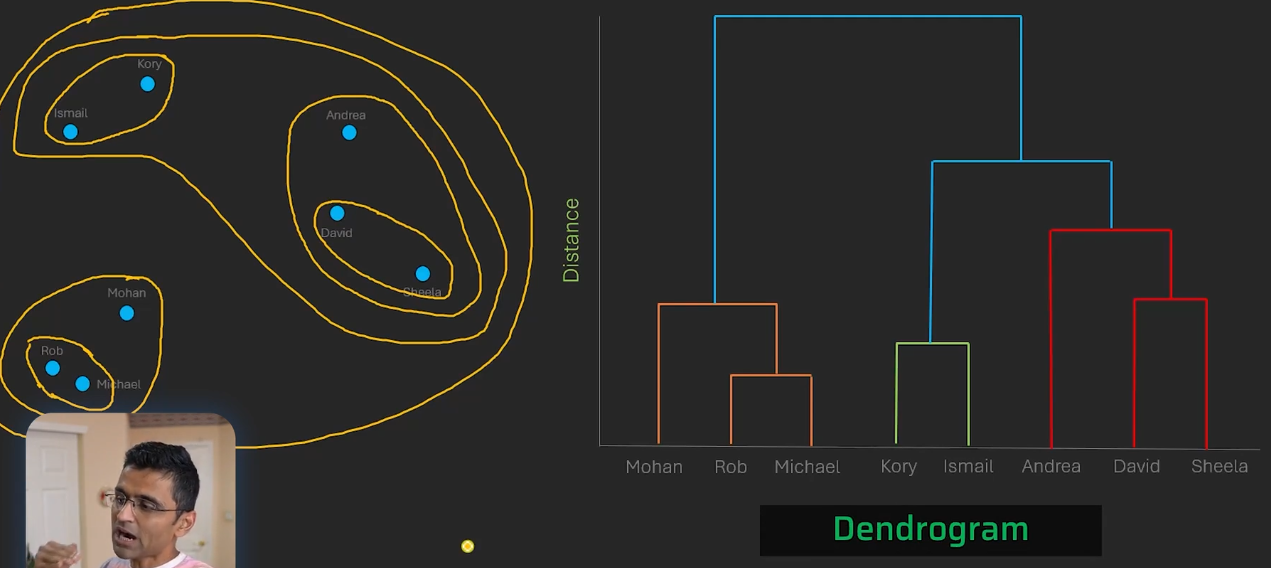 Kory
Ismail
Andrea
David
Sheela
Mohan
Rob
Michael
Distance
Mohan Rob Michael Kory Ismail Andrea David Sheela
Dendrogram